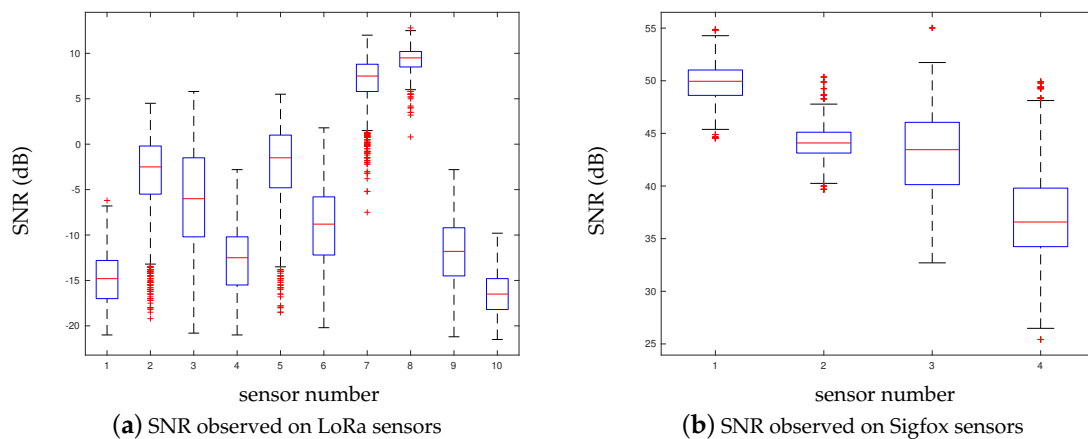 10
5
0
-5
-10
-15
-20
SNR (dB)
1 2 3 4 5 6 7 8 9 10
sensor number
(a) SNR observed on LoRa sensors
55
50
45
40
35
30
25
SNR (dB)
1 2 3 4
sensor number
(b) SNR observed on Sigfox sensors